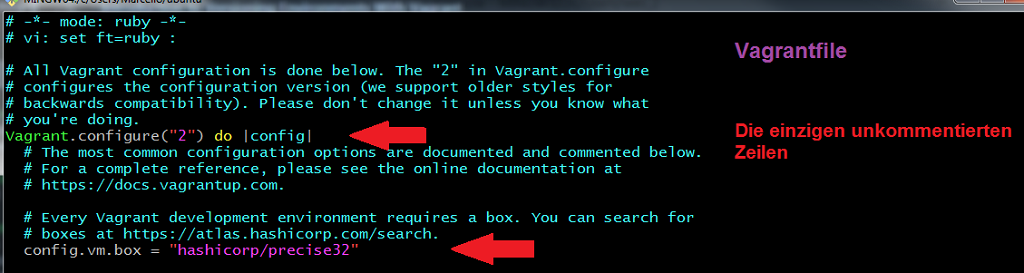 MINGW64:/c/Users/Marcello/ubuntu
# -*- mode: ruby -*-
# vi: set ft=ruby :
# All Vagrant configuration is done below. The "2" in Vagrant.configure
# configures the configuration version (we support older styles for
# backwards compatibility). Please don't change it unless you know what
# you're doing.
Vagrant.configure("2") do |config|
# The most common configuration options are documented and commented below.
# For a complete reference, please see the online documentation at
# https://docs.vagrantup.com.
# Every Vagrant development environment requires a box. You can search for
# boxes at https://atlas.hashicorp.com/search.
config.vm.box = "hashicorp/precise32"
Vagrantfile
Die einzigen unkommentierten
Zeilen